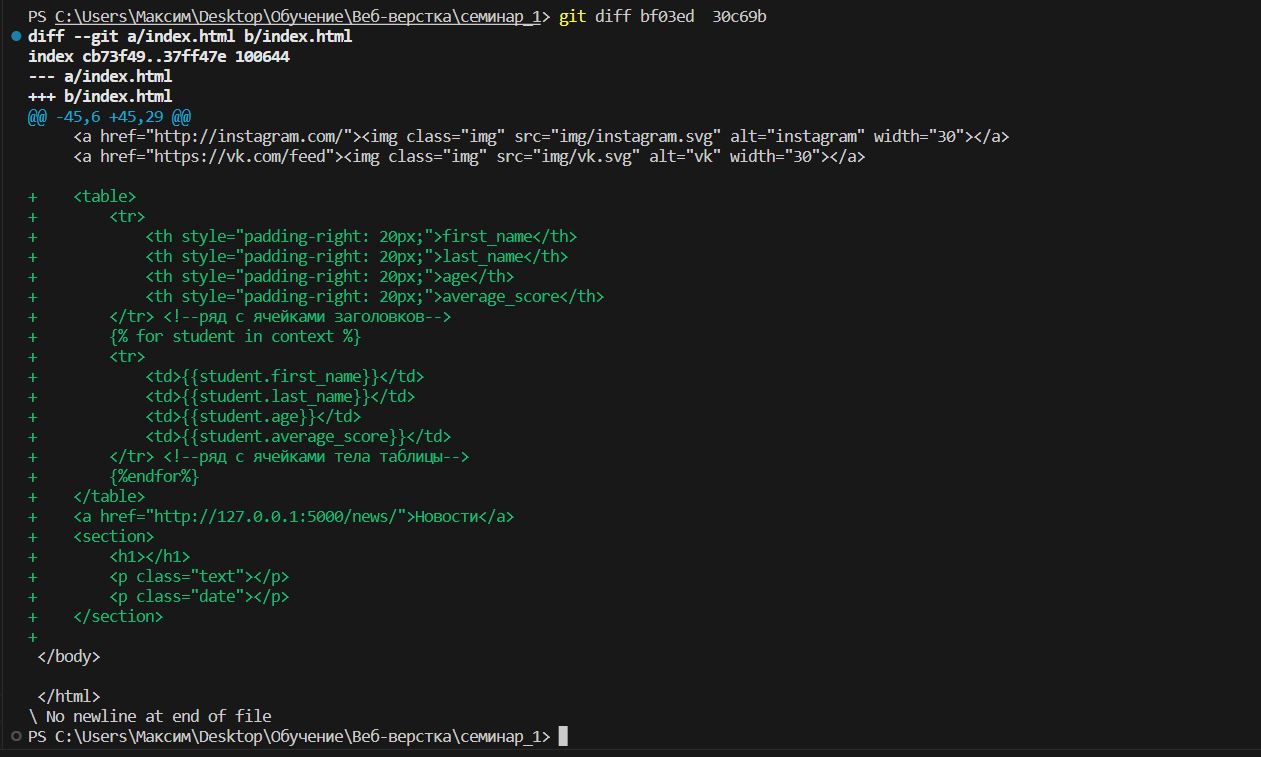 PS C:\Users\Максим\Desktop\Обучение\Веб-верстка\семинар_1> git diff bf03ed  30c69b
diff --git a/index.html b/index.html
index cb73f49..37ff47e 100644
--- a/index.html
+++ b/index.html
@@ -45,6 +45,29 @@
     <a href="http://instagram.com/"><img class="img" src="img/instagram.svg" alt="instagram" width="30"></a>
     <a href="https://vk.com/feed"><img class="img" src="img/vk.svg" alt="vk" width="30"></a>
+    <table>
+        <tr>
+            <th style="padding-right: 20px;">first_name</th>
+            <th style="padding-right: 20px;">last_name</th>
+            <th style="padding-right: 20px;">age</th>
+            <th style="padding-right: 20px;">average_score</th>
+        </tr> <!--ряд с ячейками заголовков-->
+        {% for student in context %}
+        <tr>
+            <td>{{student.first_name}}</td>
+            <td>{{student.last_name}}</td>
+            <td>{{student.age}}</td>
+            <td>{{student.average_score}}</td>
+        </tr> <!--ряд с ячейками тела таблицы-->
+        {%endfor%}
+    </table>
+    <a href="http://127.0.0.1:5000/news/">Новости</a>
+    <section>
+        <h1></h1>
+        <p class="text"></p>
+        <p class="date"></p>
+    </section>
+
 </body>
 </html>
\ No newline at end of file
PS C:\Users\Максим\Desktop\Обучение\Веб-верстка\семинар_1>